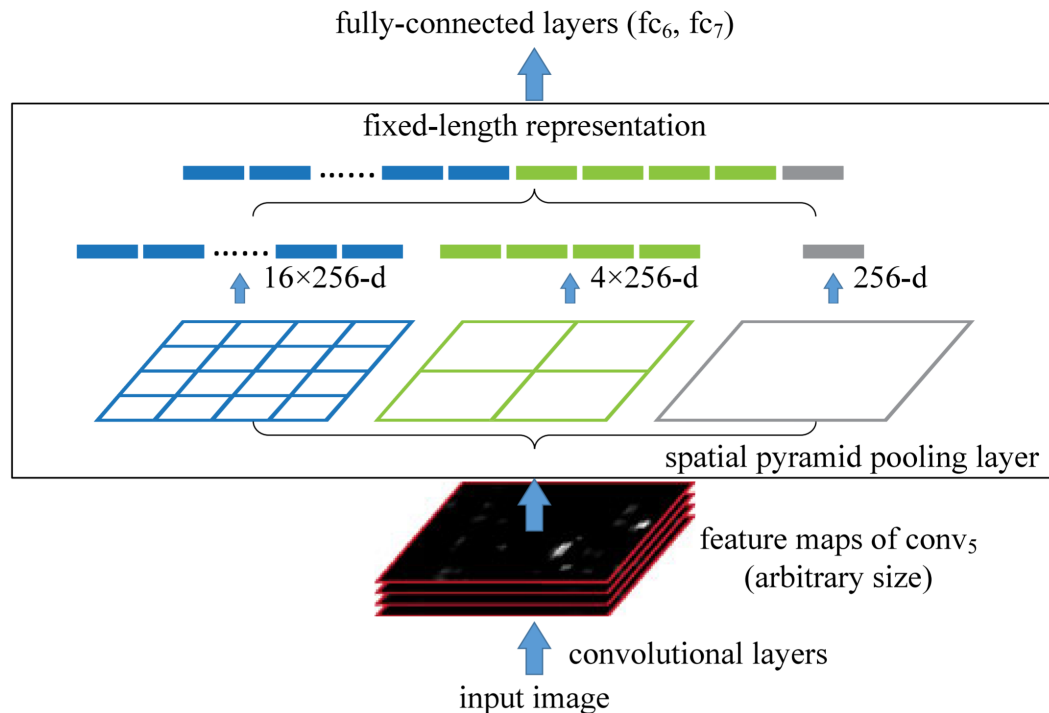 fully-connected layers (fc₆, fc₇)
fixed-length representation
16×256-d
4×256-d
256-d
spatial pyramid pooling layer
feature maps of conv₅
(arbitrary size)
convolutional layers
input image